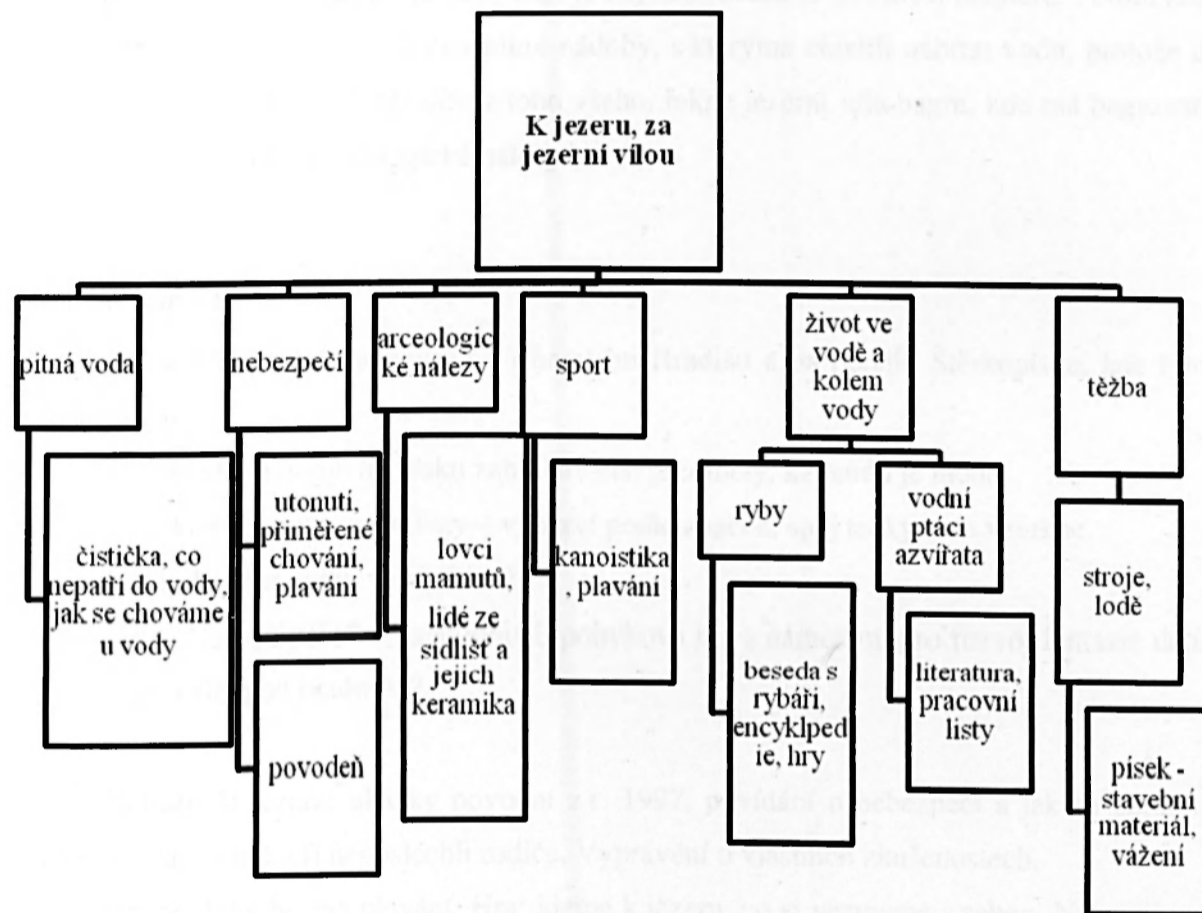 K jezeru, za
jezerní vílou
pitná voda
čistička, co
nepatří do vody,
jak se chováme
u vody
nebezpečí
utonutí,
přiměřené
chování,
plavání
povodeň
arceologic
ké nálezy
lovci
mamutů,
lidé ze
sídlišť a
jejich
keramika
sport
kanoistika
, plavání
život ve
vodě a
kolem
vody
ryby
beseda s
rybáři,
encyklped
ie, hry
vodní
ptáci
azvířata
literatura,
pracovní
listy
těžba
stroje,
lodě
písek -
stavební
materiál,
vážení